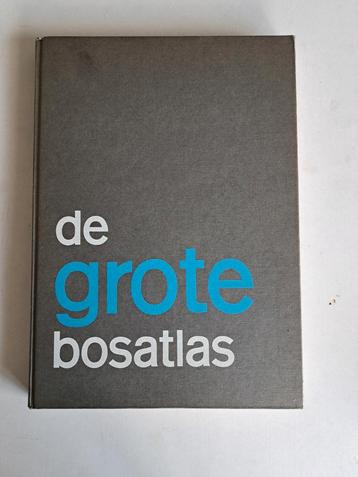 de
grote
bosatlas